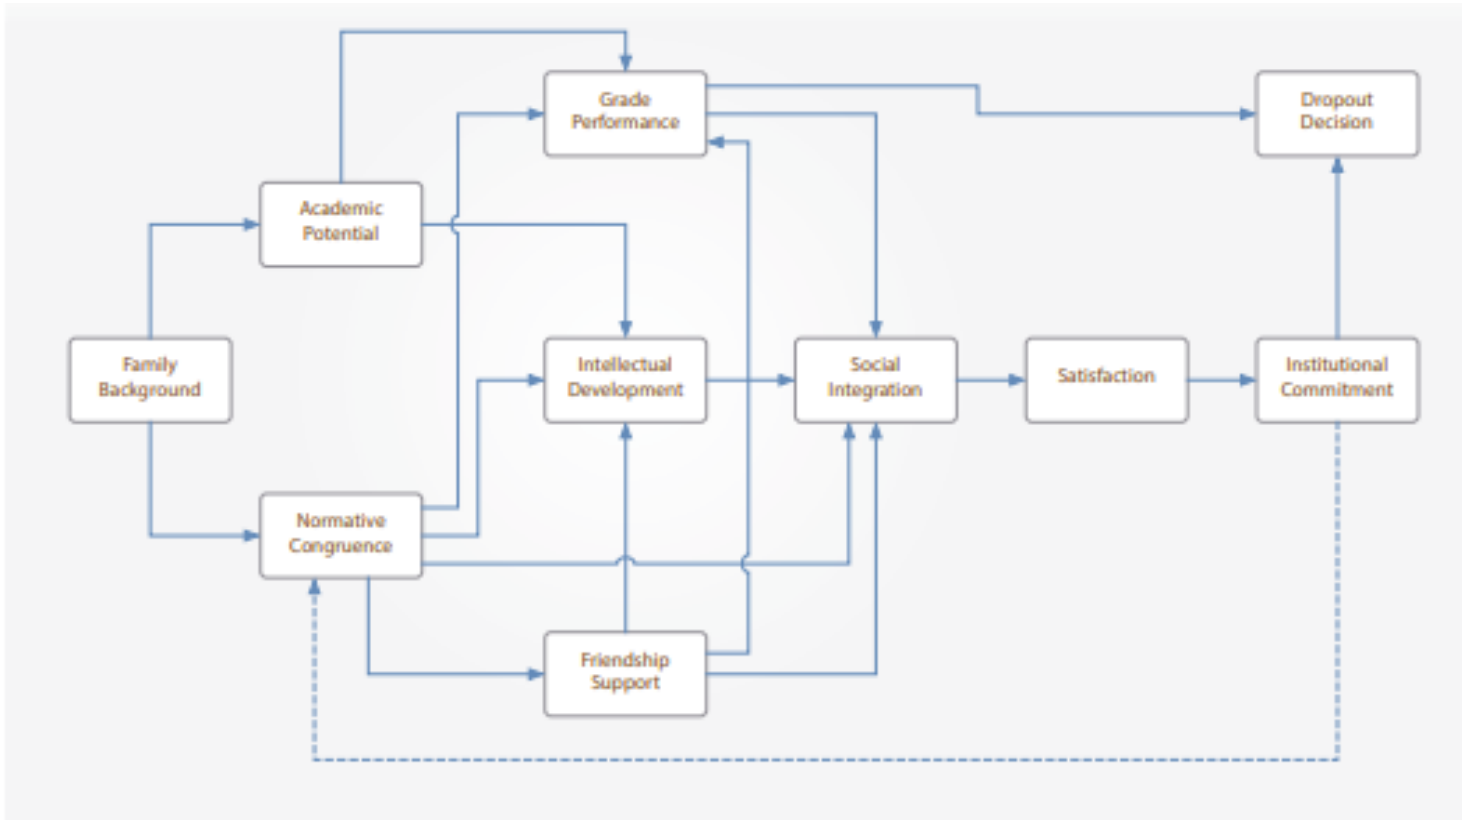 Grade
Performance
Dropout
Decision
Academic
Potential
Family
Background
Intellectual
Development
Social
Integration
Satisfaction
Institutional
Commitment
Normative
Congruence
Friendship
Support